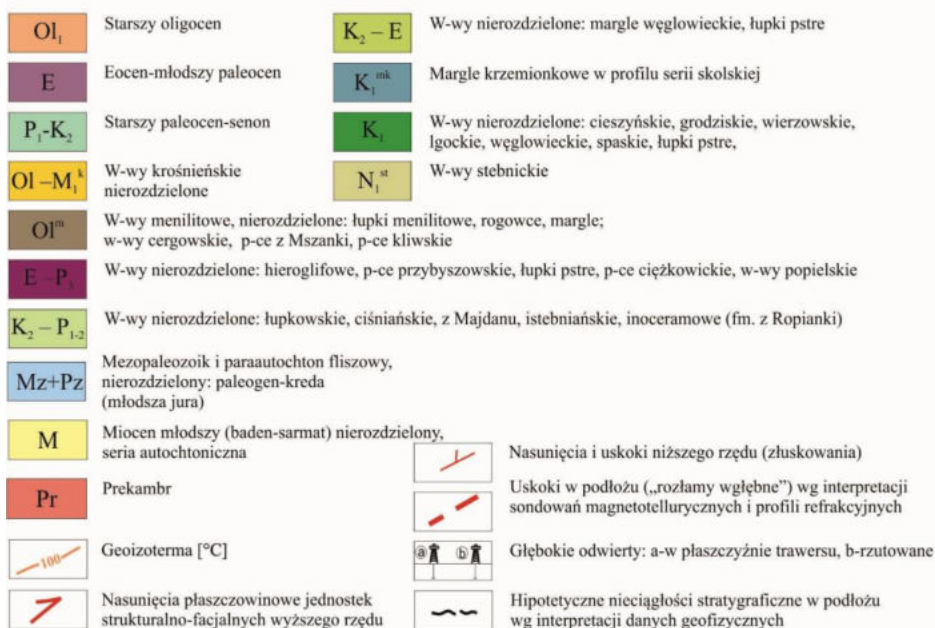 Ol₁ Starszy oligocen
E Eocen-młodszy paleocen
P₁-K₂ Starszy paleocen-senon
Ol –M₁ᵏ W-wy krośnieńskie
nierozdzielone
K₂ – E W-wy nierozdzielone: margle węglowieckie, łupki pstre
K₁ᵐᵏ Margle krzemionkowe w profilu serii skolskiej
K₁ W-wy nierozdzielone: cieszyńskie, grodziskie, wierzowskie,
lgockie, węglowieckie, spaskie, łupki pstre,
N₁ˢᵗ W-wy stebnickie
Olᵐ W-wy menilitowe, nierozdzielone: łupki menilitowe, rogowce, margle;
w-wy cergowskie, p-ce z Mszanki, p-ce kliwskie
E –P₁ W-wy nierozdzielone: hieroglifowe, p-ce przybyszowskie, łupki pstre, p-ce ciężkowickie, w-wy popielskie
K₂ – P₁₋₂ W-wy nierozdzielone: łupkowskie, ciśniańskie, z Majdanu, istebniańskie, inoceramowe (fm. z Ropianki)
Mz+Pz Mezopaleozoik i paraautochton fliszowy,
nierozdzielony: paleogen-kreda
(młodsza jura)
M Miocen młodszy (baden-sarmat) nierozdzielony,
seria autochtoniczna
Pr Prekambr
100 Geoizoterma [°C]
Nasunięcia płaszczowinowe jednostek
strukturalno-facjalnych wyższego rzędu
Nasunięcia i uskoki niższego rzędu (złuskowania)
Uskoki w podłożu („rozłamy wgłębne”) wg interpretacji
sondowań magnetotellurycznych i profili refrakcyjnych
a b Głębokie odwierty: a-w płaszczyźnie trawersu, b-rzutowane
Hipotetyczne nieciągłości stratygraficzne w podłożu
wg interpretacji danych geofizycznych